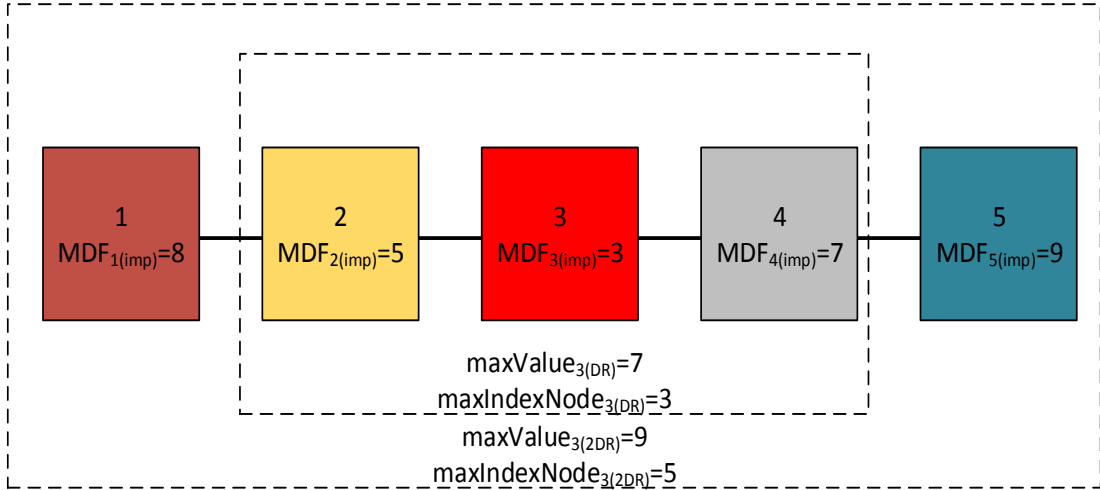 1
MDF1(imp)=8
2
MDF2(imp)=5
3
MDF3(imp)=3
4
MDF4(imp)=7
5
MDF5(imp)=9
maxValue3(DR)=7
maxIndexNode3(DR)=3
maxValue3(2DR)=9
maxIndexNode3(2DR)=5